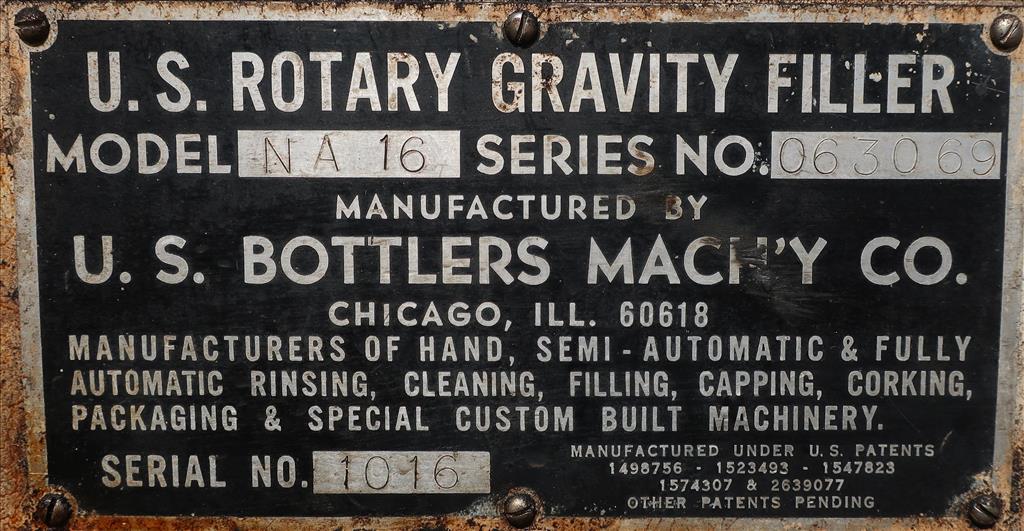 U. S. ROTARY GRAVITY FILLER
MODEL NA 16 SERIES NO. 063069
MANUFACTURED BY
U. S. BOTTLERS MACH'Y CO.
CHICAGO, ILL. 60618
MANUFACTURERS OF HAND, SEMI-AUTOMATIC & FULLY
AUTOMATIC RINSING, CLEANING, FILLING, CAPPING, CORKING,
PACKAGING & SPECIAL CUSTOM BUILT MACHINERY.
SERIAL NO. 1016
MANUFACTURED UNDER U.S. PATENTS
1498756 - 1523493 - 1547823
1574307 & 2639077
OTHER PATENTS PENDING